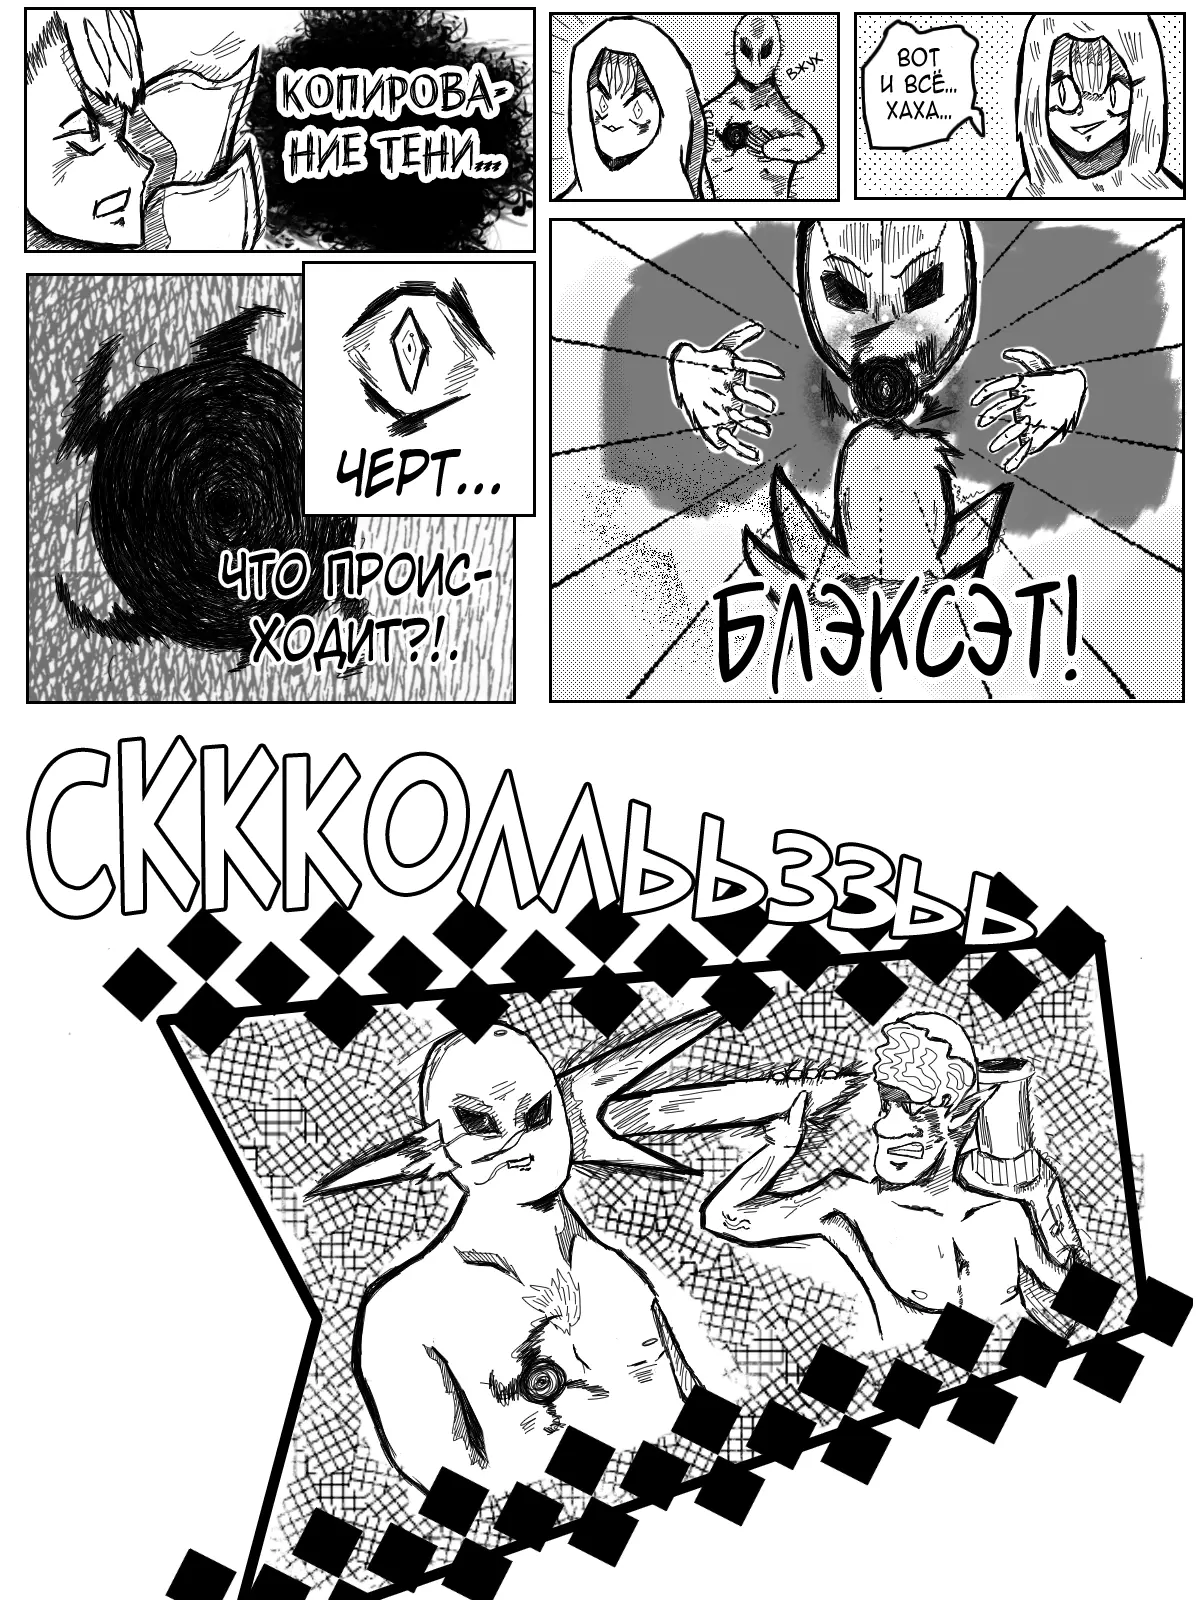 КОПИРОВА-
НИЕ ТЕНИ...
ВЖУХ
ВОТ
И ВСЁ...
ХАХА...
ЧЕРТ...
ЧТО ПРОИС-
ХОДИТ?!.
БЛЭКСЭТ!
СКККОЛЛЬЬЗЗЬЬ